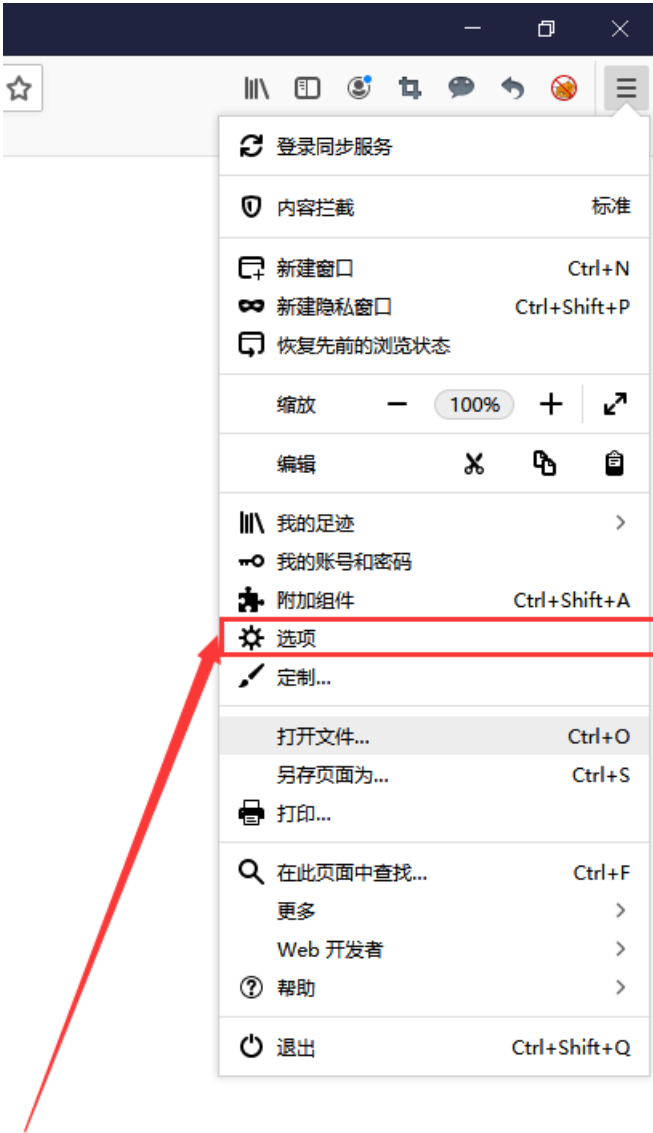 登录同步服务
内容拦截 标准
新建窗口 Ctrl+N
新建隐私窗口 Ctrl+Shift+P
恢复先前的浏览状态
缩放 100%
编辑
我的足迹
我的账号和密码
附加组件 Ctrl+Shift+A
选项
定制...
打开文件... Ctrl+O
另存页面为... Ctrl+S
打印...
在此页面中查找... Ctrl+F
更多
Web 开发者
帮助
退出 Ctrl+Shift+Q